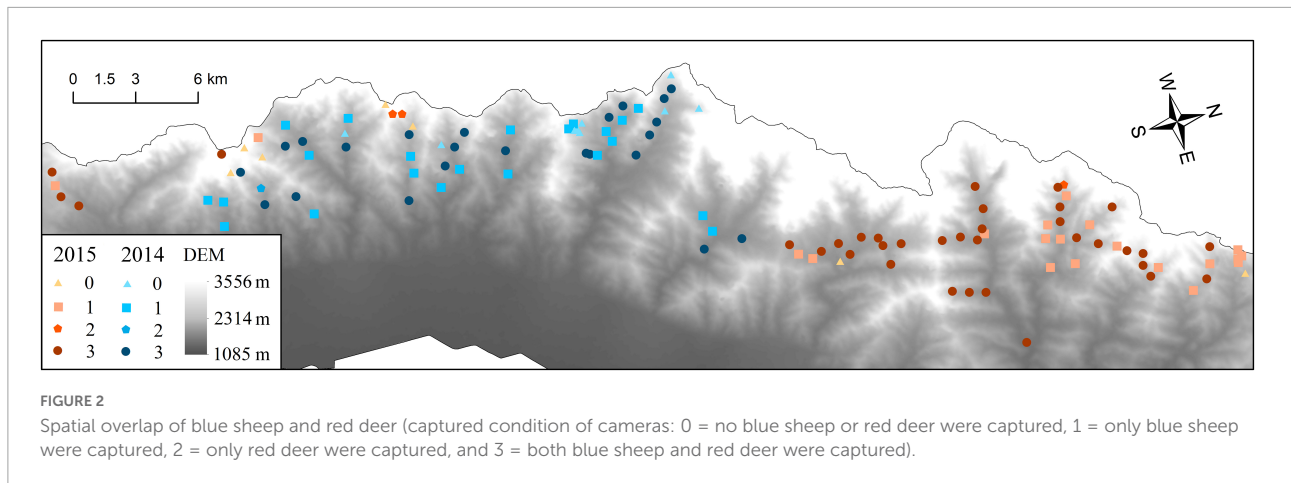 0 1.5 3 6 km
W
N
S
E
2015 2014 DEM
0 0 3556 m
1 1
2 2 2314 m
3 3 1085 m
FIGURE 2
Spatial overlap of blue sheep and red deer (captured condition of cameras: 0 = no blue sheep or red deer were captured, 1 = only blue sheep
were captured, 2 = only red deer were captured, and 3 = both blue sheep and red deer were captured).